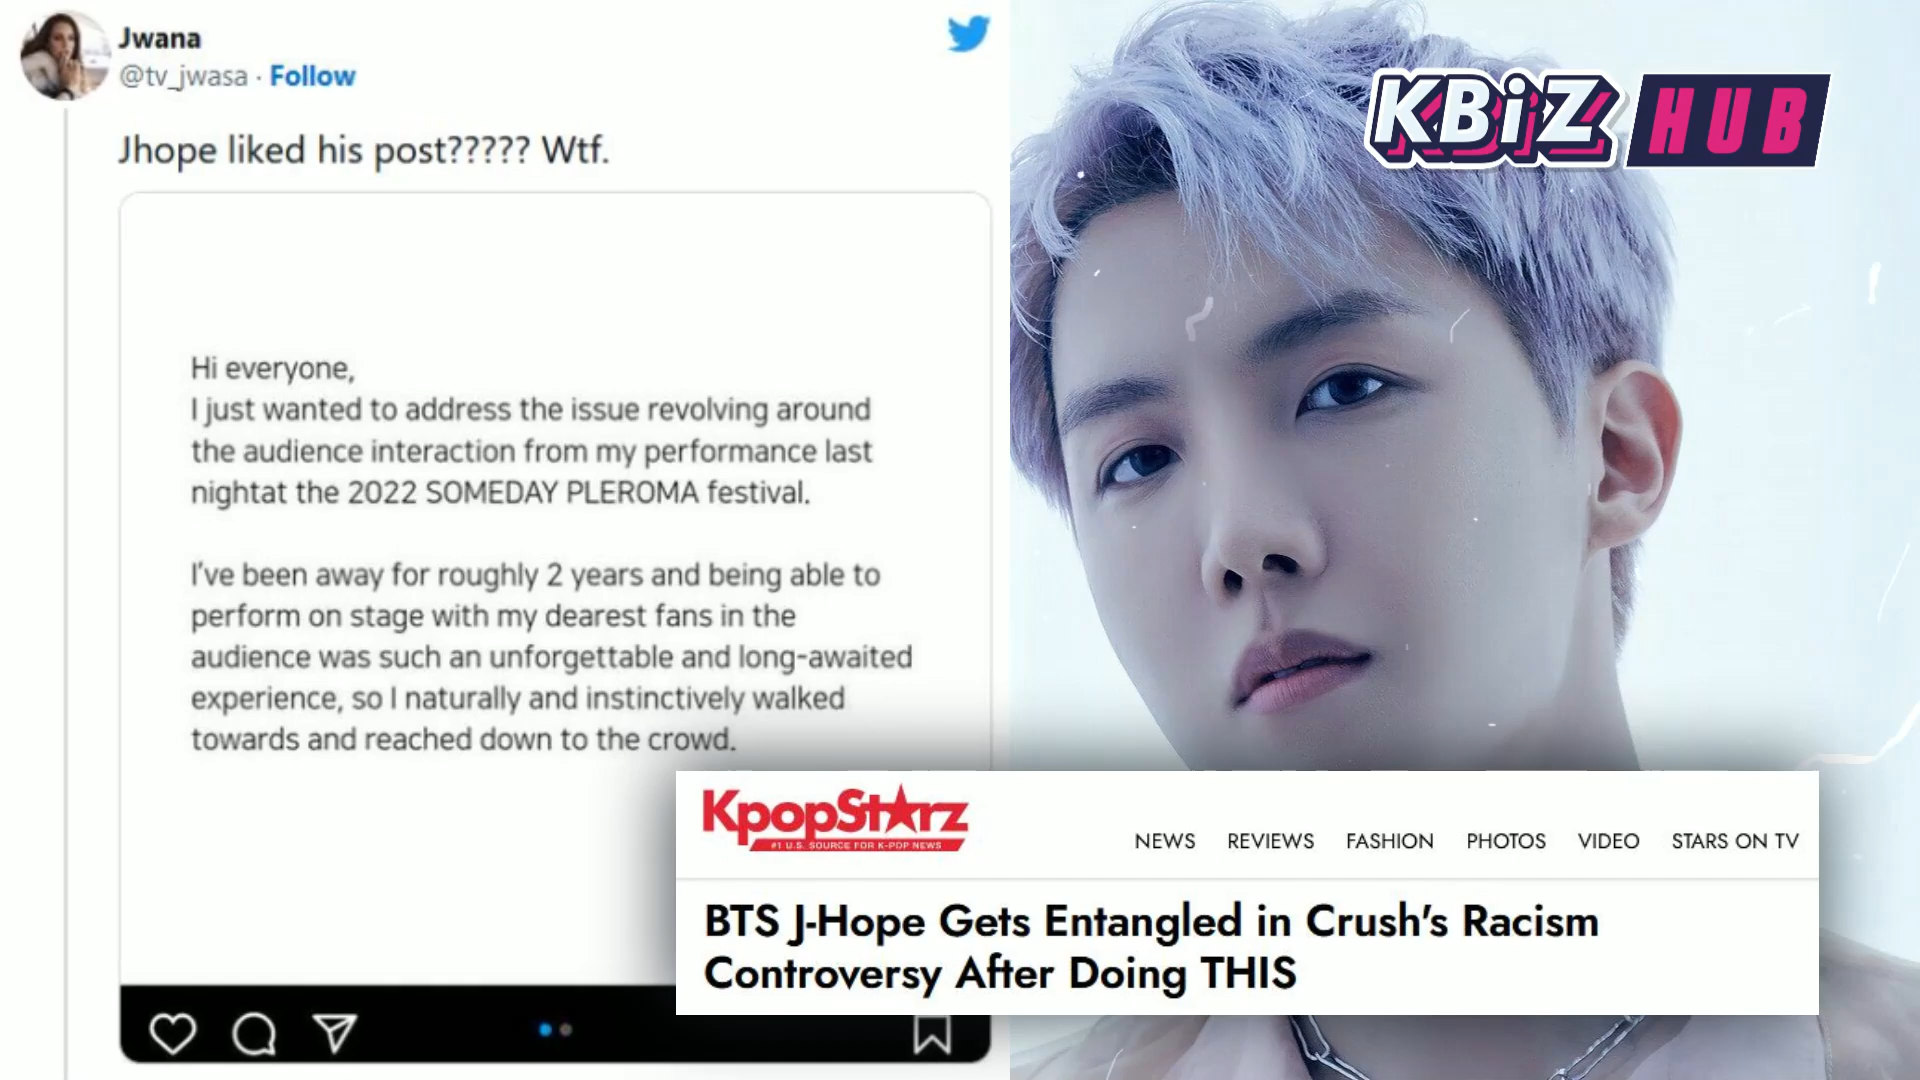 Jwana
@tv_jwasa · Follow
Jhope liked his post????? Wtf.
Hi everyone,
I just wanted to address the issue revolving around
the audience interaction from my performance last
nightat the 2022 SOMEDAY PLEROMA festival.
I've been away for roughly 2 years and being able to
perform on stage with my dearest fans in the
audience was such an unforgettable and long-awaited
experience, so I naturally and instinctively walked
towards and reached down to the crowd.
KBiZ HUB
KpopStarz
#1 U.S. SOURCE FOR K-POP NEWS
NEWS REVIEWS FASHION PHOTOS VIDEO STARS ON TV
BTS J-Hope Gets Entangled in Crush's Racism
Controversy After Doing THIS